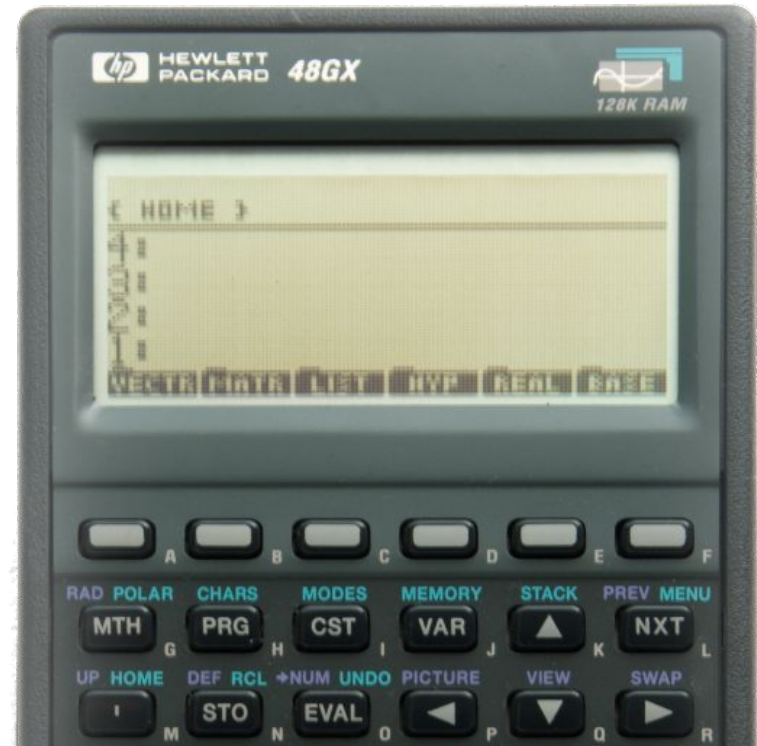 hp HEWLETT PACKARD 48GX
128K RAM
{ HOME }
4:
3:
2:
1:
VECTR MATR LIST HYP REAL BASE
A B C D E F
RAD POLAR CHARS MODES MEMORY STACK PREV MENU
MTH G PRG H CST I VAR J ▲ K NXT L
UP HOME DEF RCL →NUM UNDO PICTURE VIEW SWAP
' M STO N EVAL O ◀ P ▼ Q ▶ R